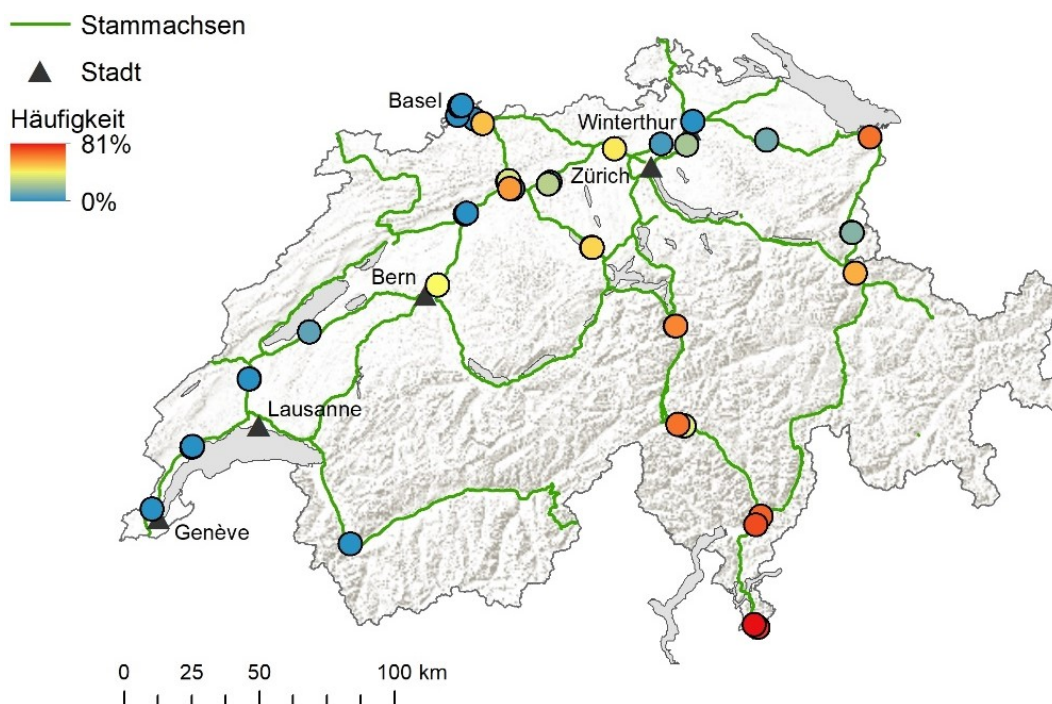 Stammachsen
Stadt
Häufigkeit
81%
0%
Basel
Winterthur
Zürich
Bern
Lausanne
Genève
0 25 50 100 km